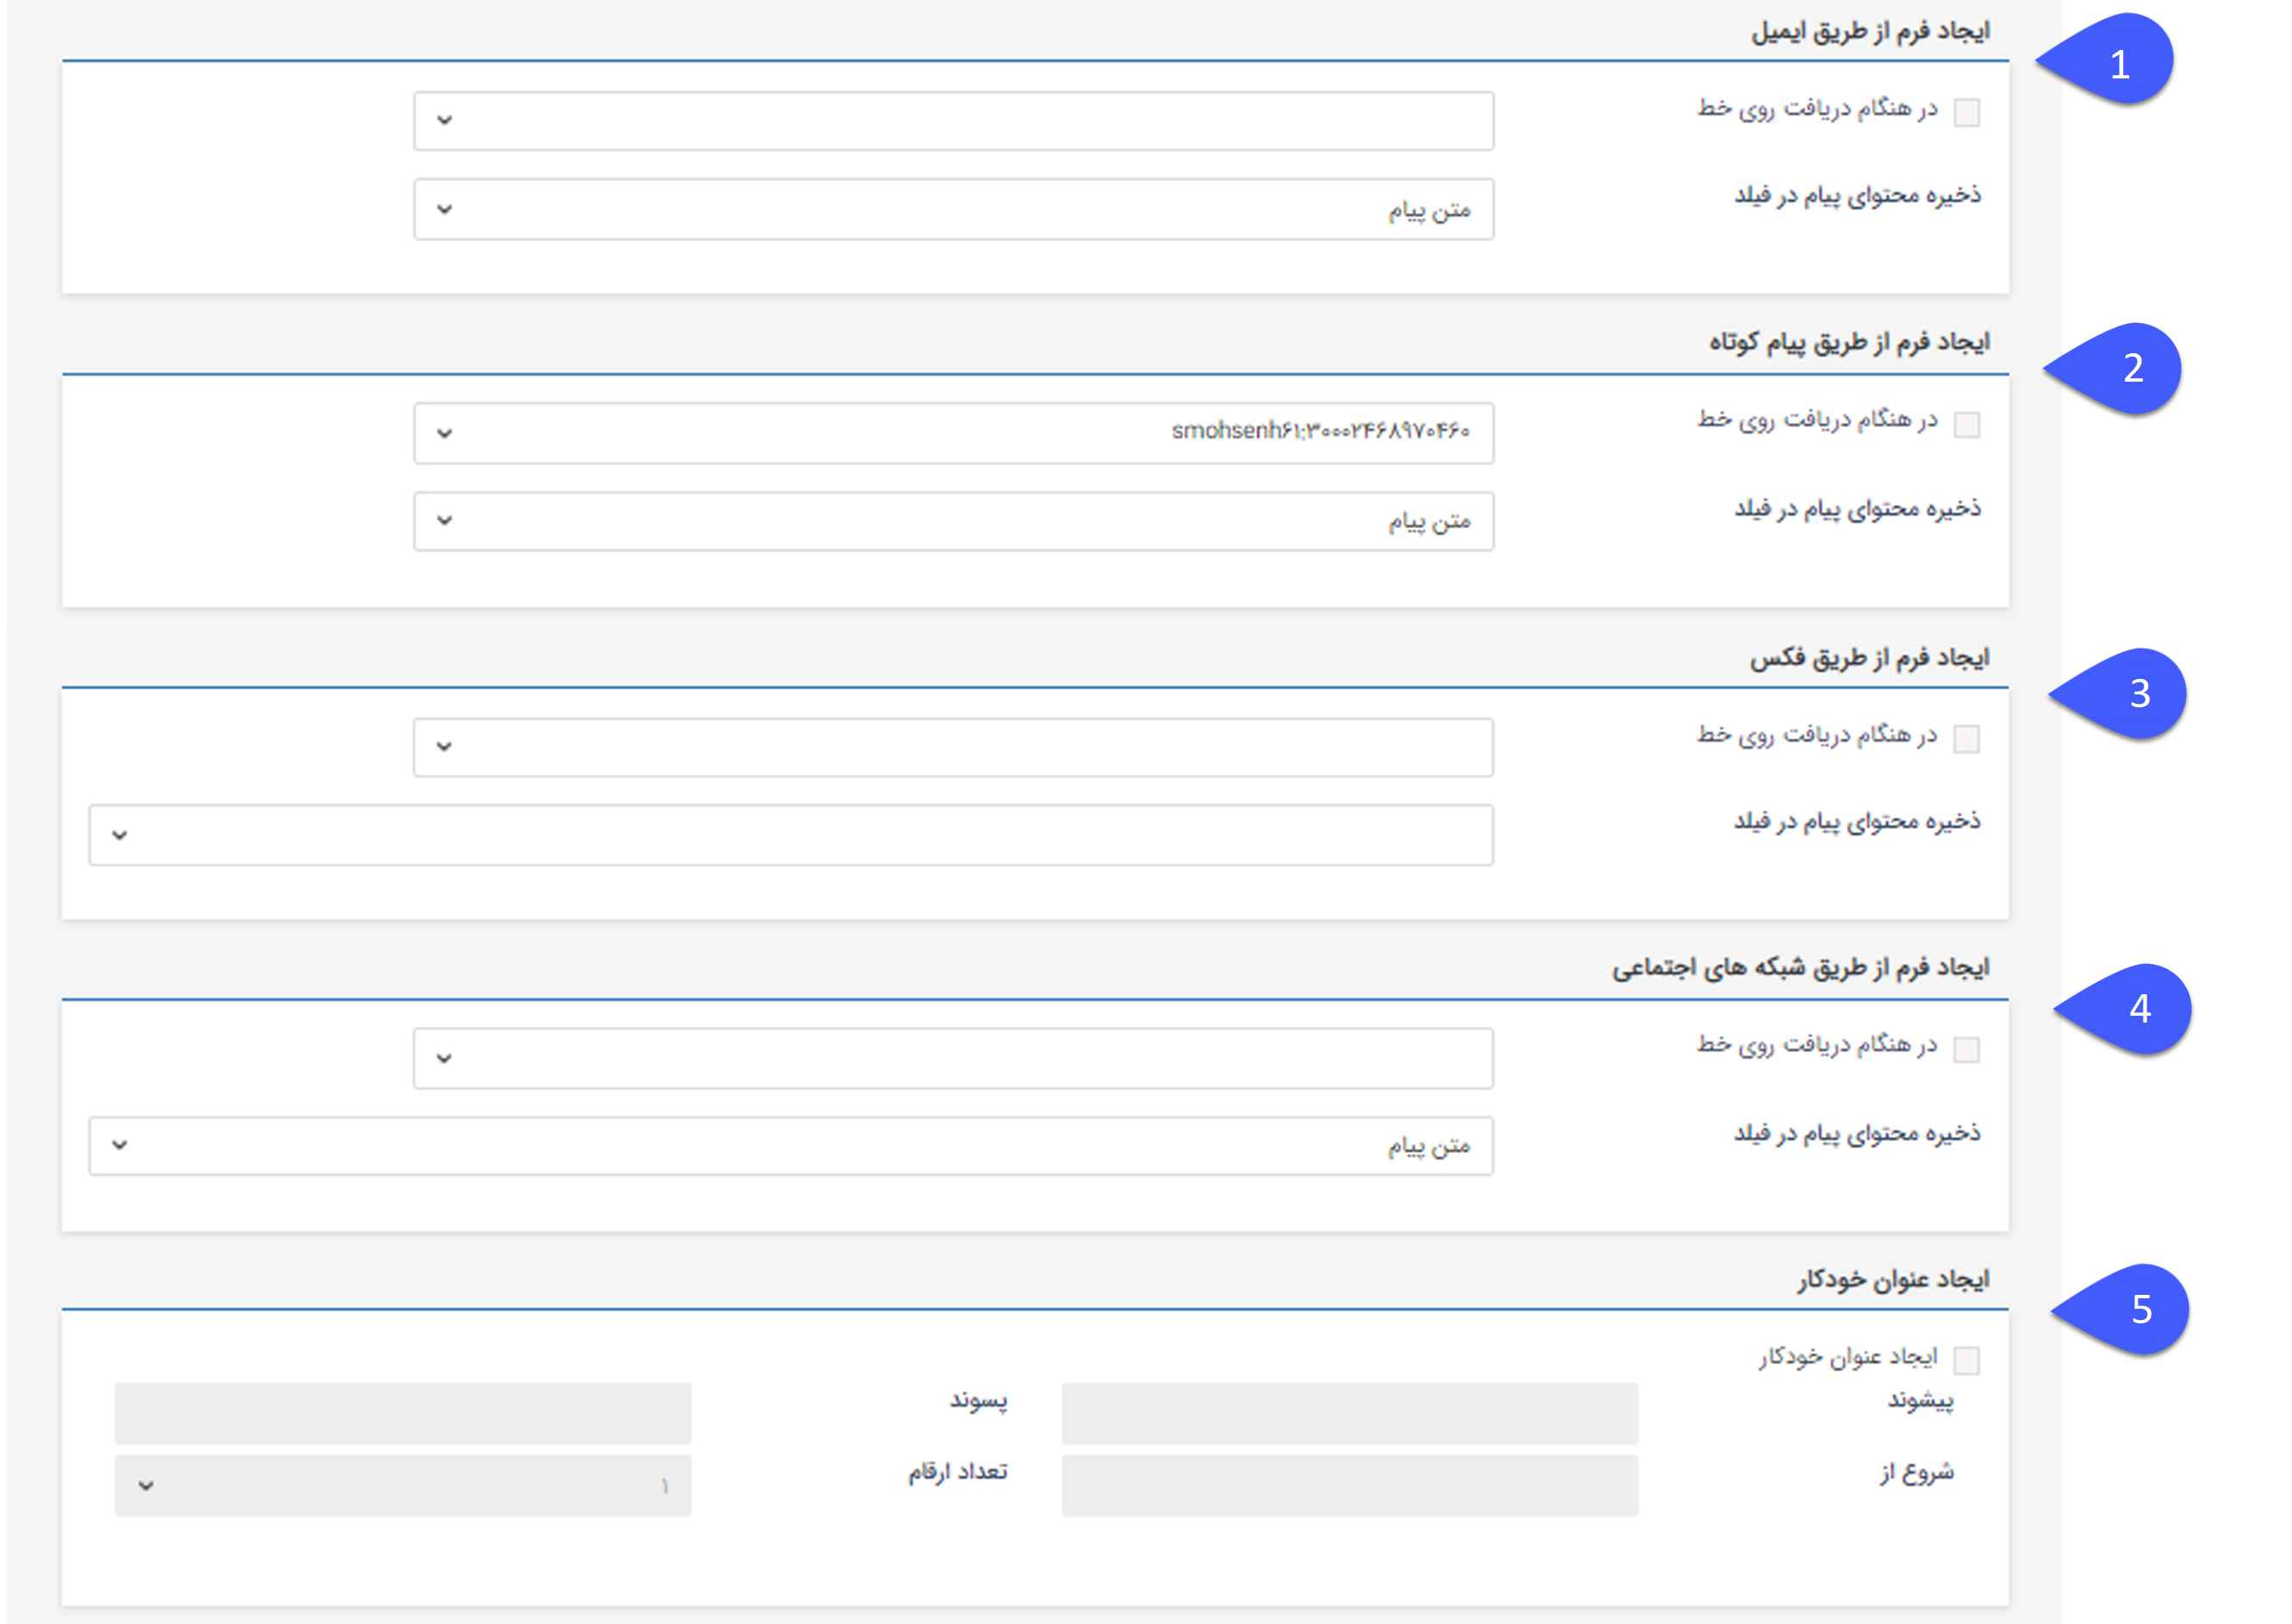 ایجاد فرم از طریق ایمیل
1
در هنگام دریافت روی خط
ذخیره محتوای پیام در فیلد
متن پیام
ایجاد فرم از طریق پیام کوتاه
2
در هنگام دریافت روی خط
smohsenh۶۱;۳۰۰۰۲۴۶۸۹۷۰۴۶۰
ذخیره محتوای پیام در فیلد
متن پیام
ایجاد فرم از طریق فکس
3
در هنگام دریافت روی خط
ذخیره محتوای پیام در فیلد
ایجاد فرم از طریق شبکه های اجتماعی
4
در هنگام دریافت روی خط
ذخیره محتوای پیام در فیلد
متن پیام
ایجاد عنوان خودکار
5
ایجاد عنوان خودکار
پیشوند
پسوند
شروع از
تعداد ارقام
۱